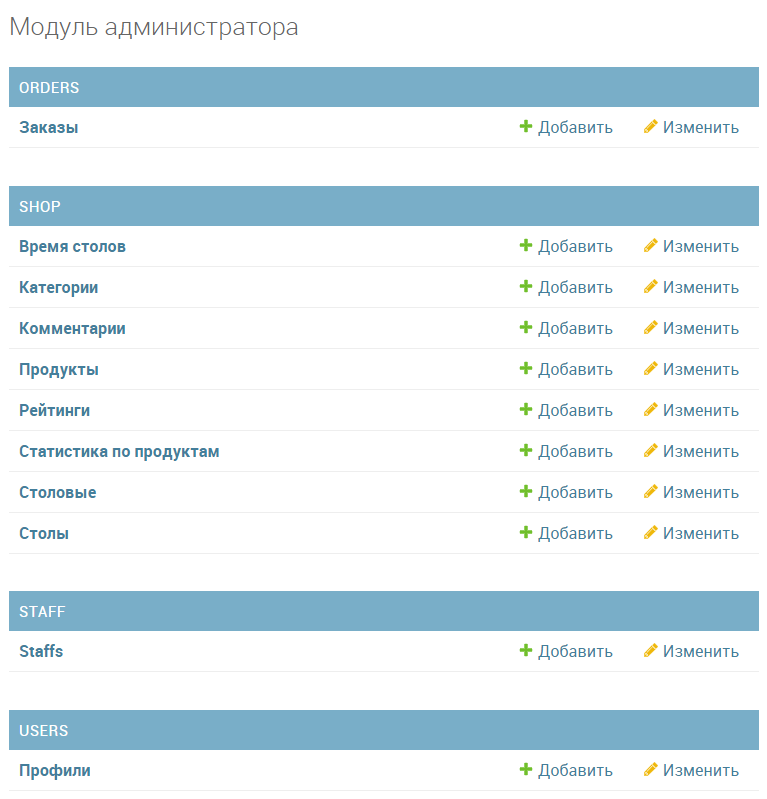 Модуль администратора
ORDERS
Заказы Добавить Изменить
SHOP
Время столов Добавить Изменить
Категории Добавить Изменить
Комментарии Добавить Изменить
Продукты Добавить Изменить
Рейтинги Добавить Изменить
Статистика по продуктам Добавить Изменить
Столовые Добавить Изменить
Столы Добавить Изменить
STAFF
Staffs Добавить Изменить
USERS
Профили Добавить Изменить